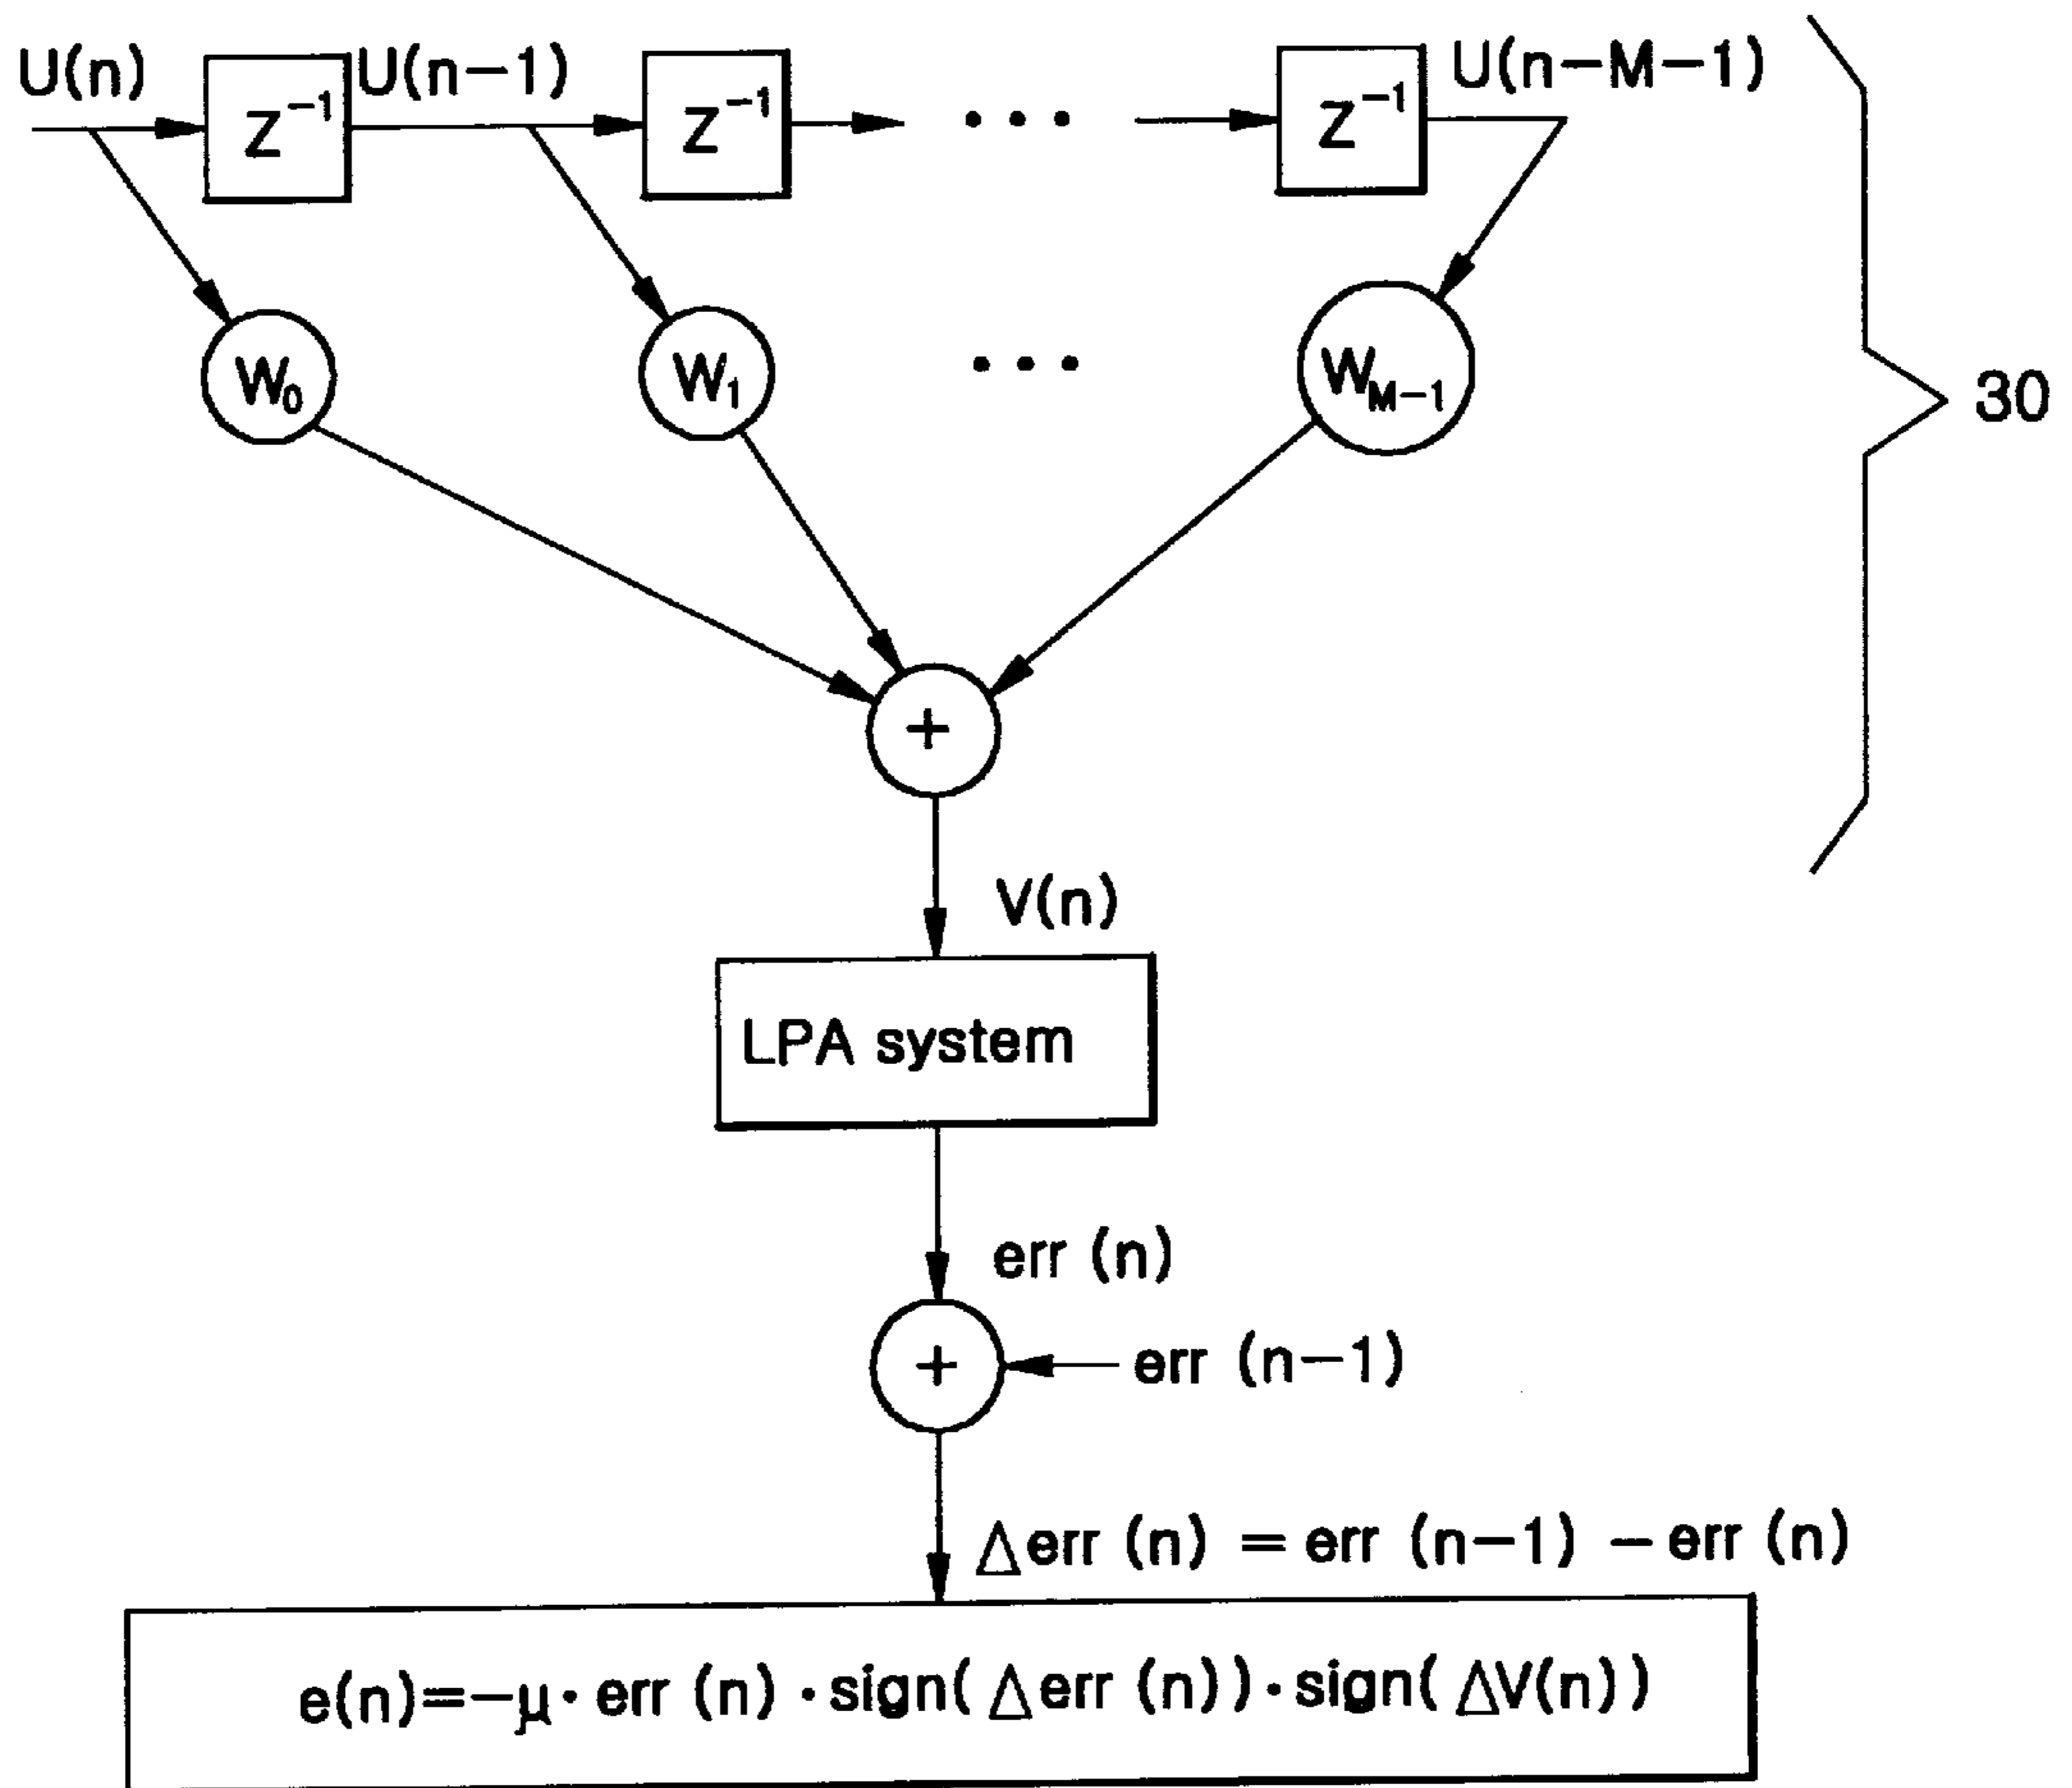 U(n) U(n-1) U(n-M-1)
Z⁻¹ Z⁻¹ • • • Z⁻¹
W₀ W₁ • • • W_{M-1}
30
+
V(n)
LPA system
err (n)
+ err (n-1)
Δerr (n) = err (n-1) - err (n)
e(n)=-μ• err (n) •sign( Δerr (n))•sign( ΔV(n))